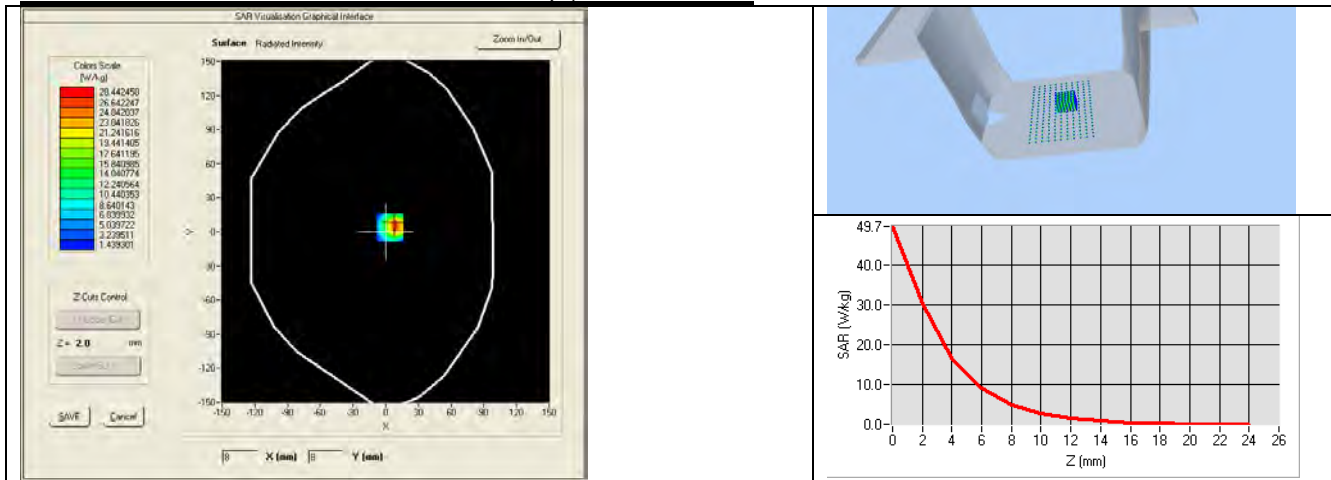 SAR Visualisation Graphical Interface
Surface Radiated Intensity
Zoom In/Out
Colors Scale
(W/kg)
28.442450
26.642247
24.842037
23.041826
21.241616
19.441405
17.641195
15.840985
14.040774
12.240564
10.440353
8.640143
6.839932
5.039722
3.239511
1.439301
150-
120-
90-
60-
30-
0-
-30-
-60-
-90-
-120-
-150-
Y
-150 -120 -90 -60 -30 0 30 60 90 120 150
X
Z Cuts Control
Z = 2.0 mm
SAVE Cancel
8 X (mm) 8 Y (mm)
49.7-
40.0-
30.0-
20.0-
10.0-
0.0-
SAR (W/kg)
0 2 4 6 8 10 12 14 16 18 20 22 24 26
Z (mm)